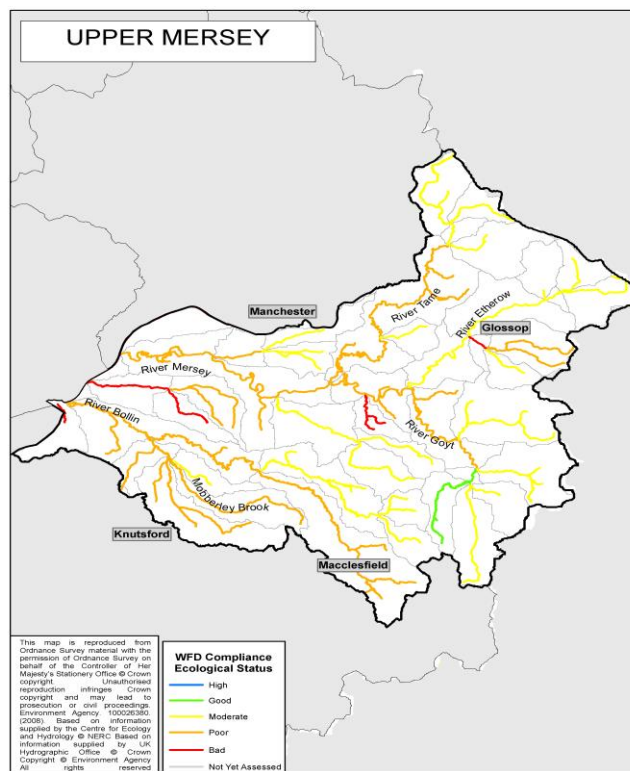 UPPER MERSEY
Manchester
River Tame
River Etherow
Glossop
River Mersey
River Bollin
River Goyt
Mobberley Brook
Knutsford
Macclesfield
This map is reproduced from
Ordnance Survey material with the
permission of Ordnance Survey on
behalf of the Controller of Her
Majesty's Stationery Office © Crown
copyright Unauthorised
reproduction infringes Crown
copyright and may lead to
prosecution or civil proceedings.
Environment Agency. 100026380.
(2008). Based on information
supplied by the Centre for Ecology
and Hydrology © NERC Based on
information supplied by UK
Hydrographic Office © Crown
Copyright © Environment Agency
All rights reserved
WFD Compliance
Ecological Status
High
Good
Moderate
Poor
Bad
Not Yet Assessed